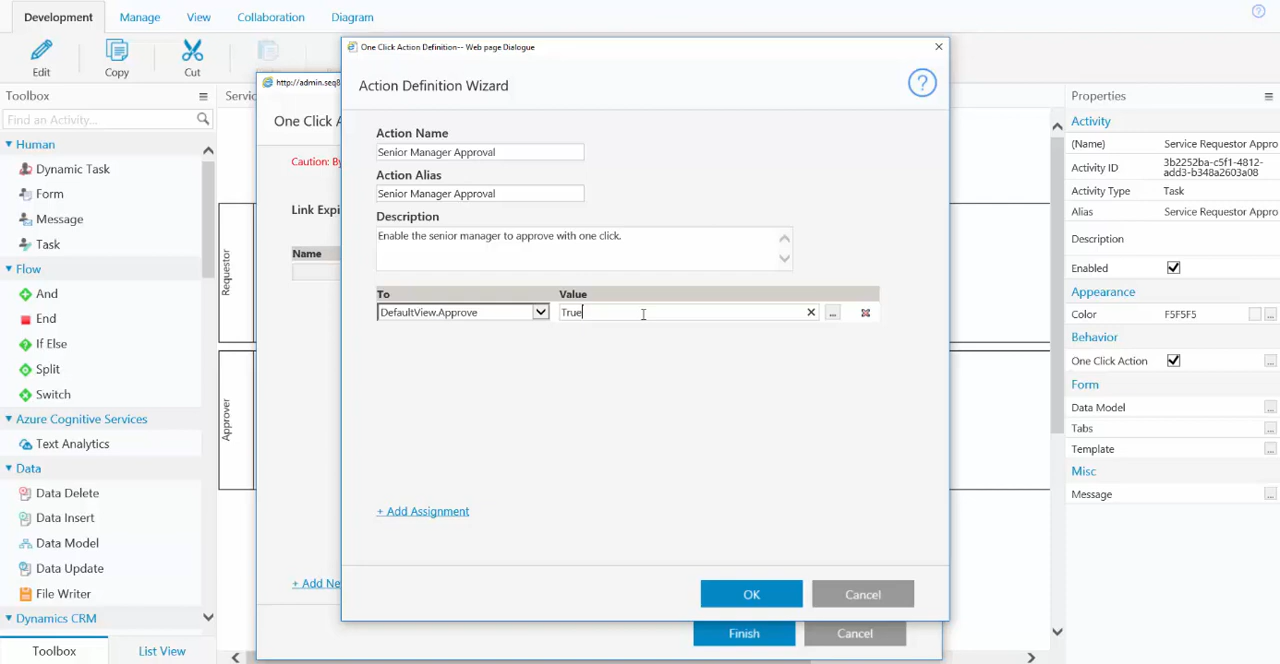 Development
Manage
View
Collaboration
Diagram
?
Edit
Copy
Cut
Toolbox
Find an Activity...
Human
Dynamic Task
Form
Message
Task
Flow
And
End
If Else
Split
Switch
Azure Cognitive Services
Text Analytics
Data
Data Delete
Data Insert
Data Model
Data Update
File Writer
Dynamics CRM
Toolbox
List View
Servic
Requestor
Approver
http://admin.seq8
One Click A
Caution: By
Link Expi
Name
+ Add Ne
Finish
Cancel
One Click Action Definition-- Web page Dialogue
Action Definition Wizard
?
Action Name
Senior Manager Approval
Action Alias
Senior Manager Approval
Description
Enable the senior manager to approve with one click.
To
Value
DefaultView.Approve
True
...
+ Add Assignment
OK
Cancel
Properties
Activity
(Name)
Service Requestor Appro
Activity ID
3b2252ba-c5f1-4812-
add3-b348a2603a08
Activity Type
Task
Alias
Service Requestor Appro
Description
Enabled
Appearance
Color
F5F5F5
...
Behavior
One Click Action
...
Form
Data Model
...
Tabs
...
Template
...
Misc
Message
...